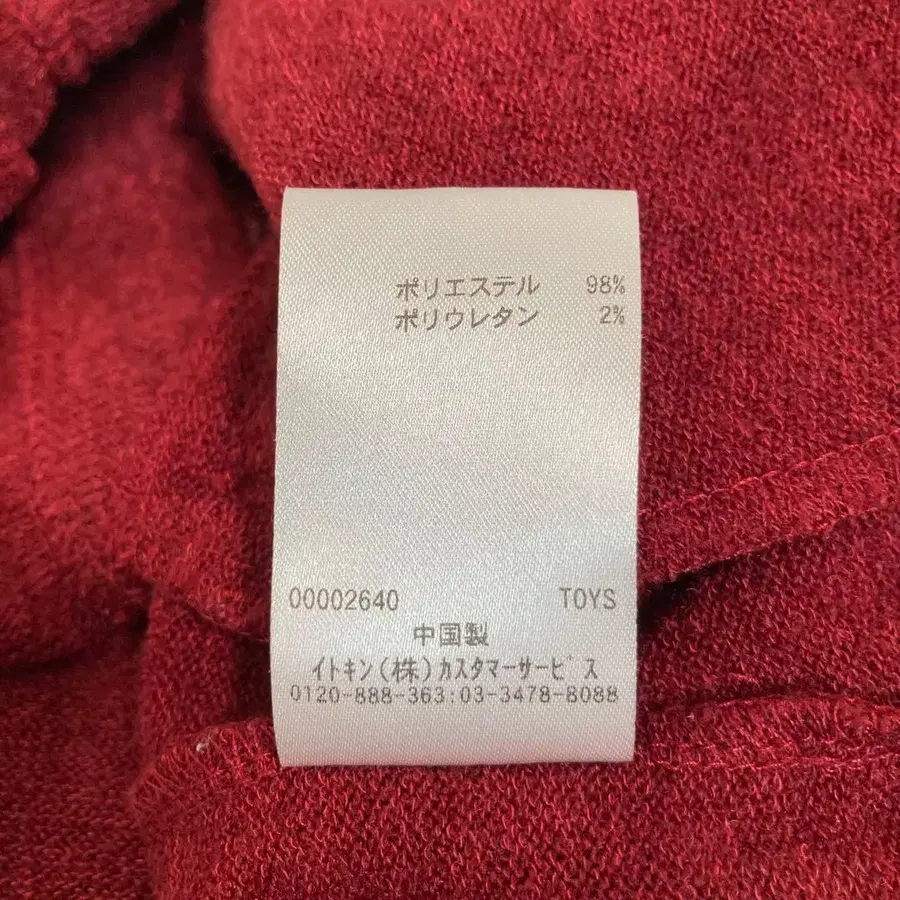 ポリエステル 98%
ポリウレタン 2%
00002640 TOYS
中国製
イトキン(株)カスタマーサービス
0120-888-363:03-3478-8088